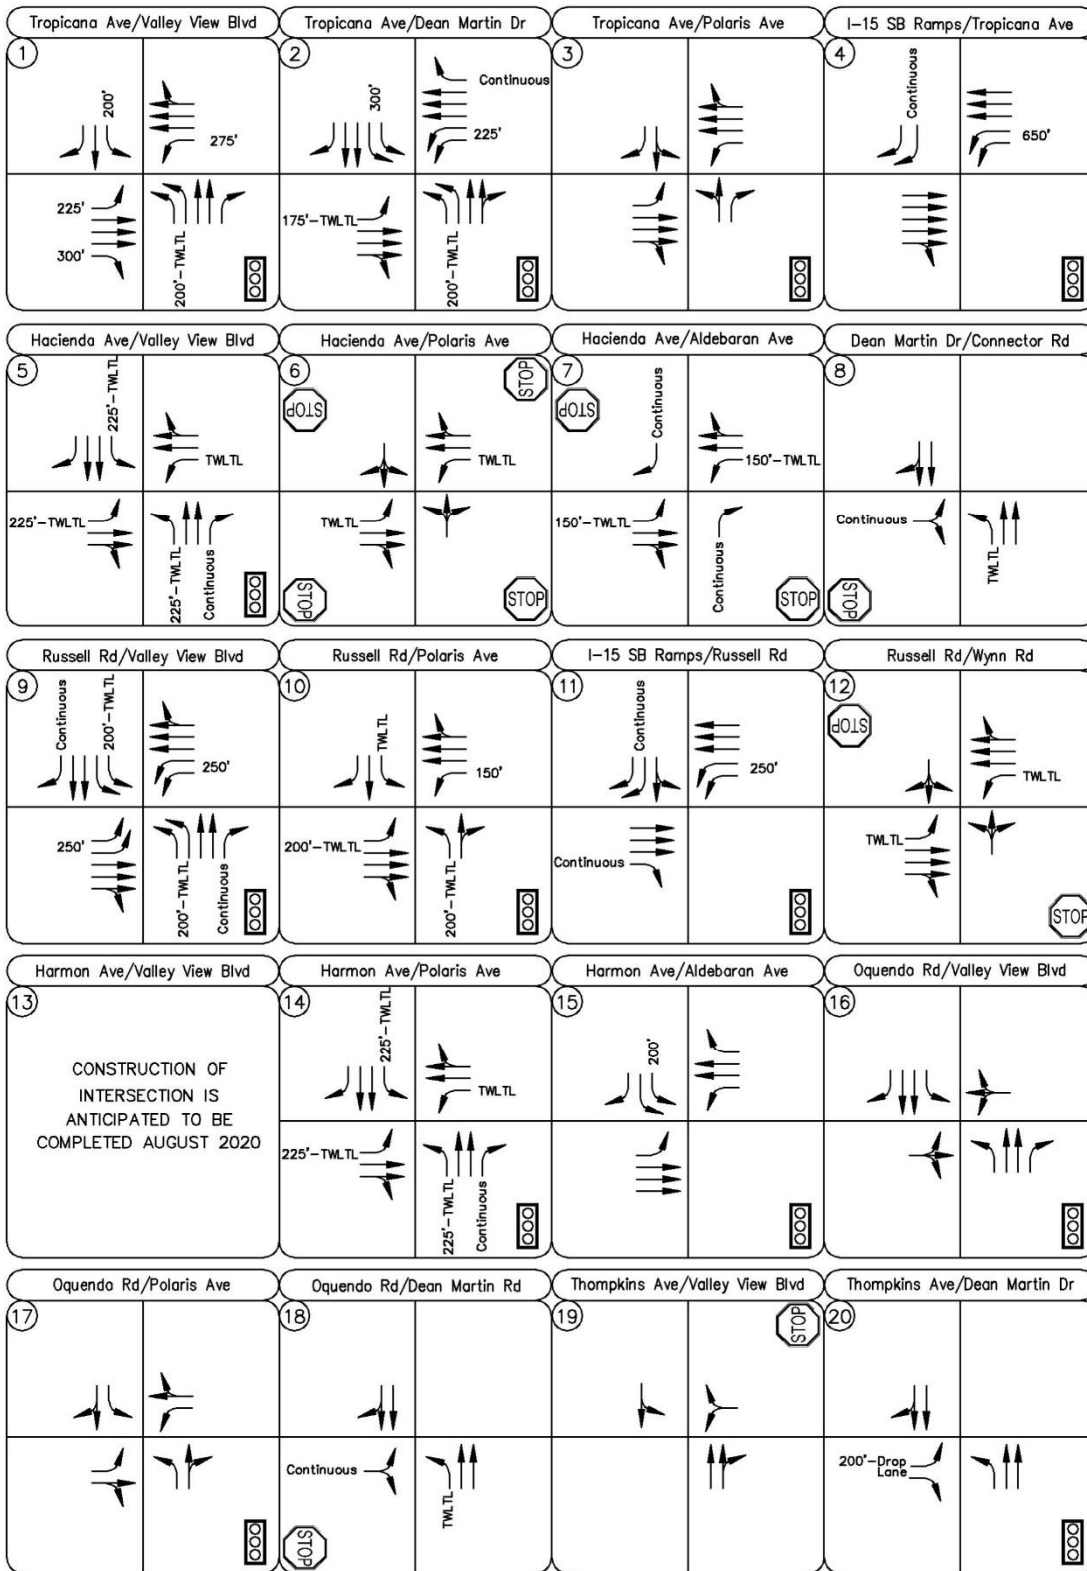 Tropicana Ave/Valley View Blvd
1
200'
275'
225'
300'
200'-TWLTL
Tropicana Ave/Dean Martin Dr
2
300'
Continuous
225'
175'-TWLTL
200'-TWLTL
Tropicana Ave/Polaris Ave
3
I-15 SB Ramps/Tropicana Ave
4
Continuous
650'
Hacienda Ave/Valley View Blvd
5
225'-TWLTL
TWLTL
225'-TWLTL
225'-TWLTL
Continuous
Hacienda Ave/Polaris Ave
6
STOP
STOP
TWLTL
TWLTL
STOP
STOP
Hacienda Ave/Aldebaran Ave
7
STOP
Continuous
150'-TWLTL
150'-TWLTL
Continuous
STOP
Dean Martin Dr/Connector Rd
8
Continuous
TWLTL
STOP
Russell Rd/Valley View Blvd
9
Continuous
200'-TWLTL
250'
250'
200'-TWLTL
Continuous
Russell Rd/Polaris Ave
10
TWLTL
150'
200'-TWLTL
200'-TWLTL
I-15 SB Ramps/Russell Rd
11
Continuous
250'
Continuous
Russell Rd/Wynn Rd
12
STOP
TWLTL
TWLTL
STOP
Harmon Ave/Valley View Blvd
13
CONSTRUCTION OF
INTERSECTION IS
ANTICIPATED TO BE
COMPLETED AUGUST 2020
Harmon Ave/Polaris Ave
14
225'-TWLTL
TWLTL
225'-TWLTL
225'-TWLTL
Continuous
Harmon Ave/Aldebaran Ave
15
200'
Oquendo Rd/Valley View Blvd
16
Oquendo Rd/Polaris Ave
17
Oquendo Rd/Dean Martin Rd
18
Continuous
TWLTL
STOP
Thompkins Ave/Valley View Blvd
19
STOP
Thompkins Ave/Dean Martin Dr
20
200'-Drop
Lane